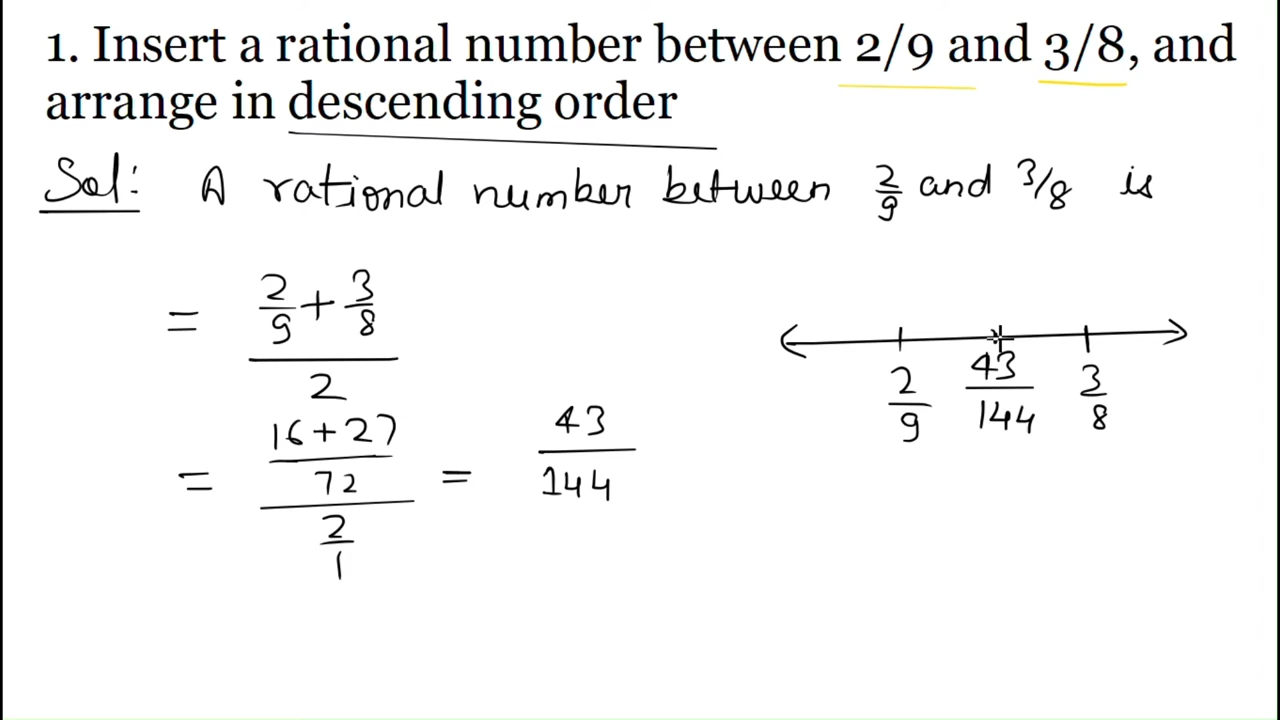 1. Insert a rational number between 2/9 and 3/8, and
arrange in descending order
Sol: A rational number between 2/9 and 3/8 is
= (2/9 + 3/8)/2
= ((16+27)/72)/(2/1) = 43/144
2/9 43/144 3/8